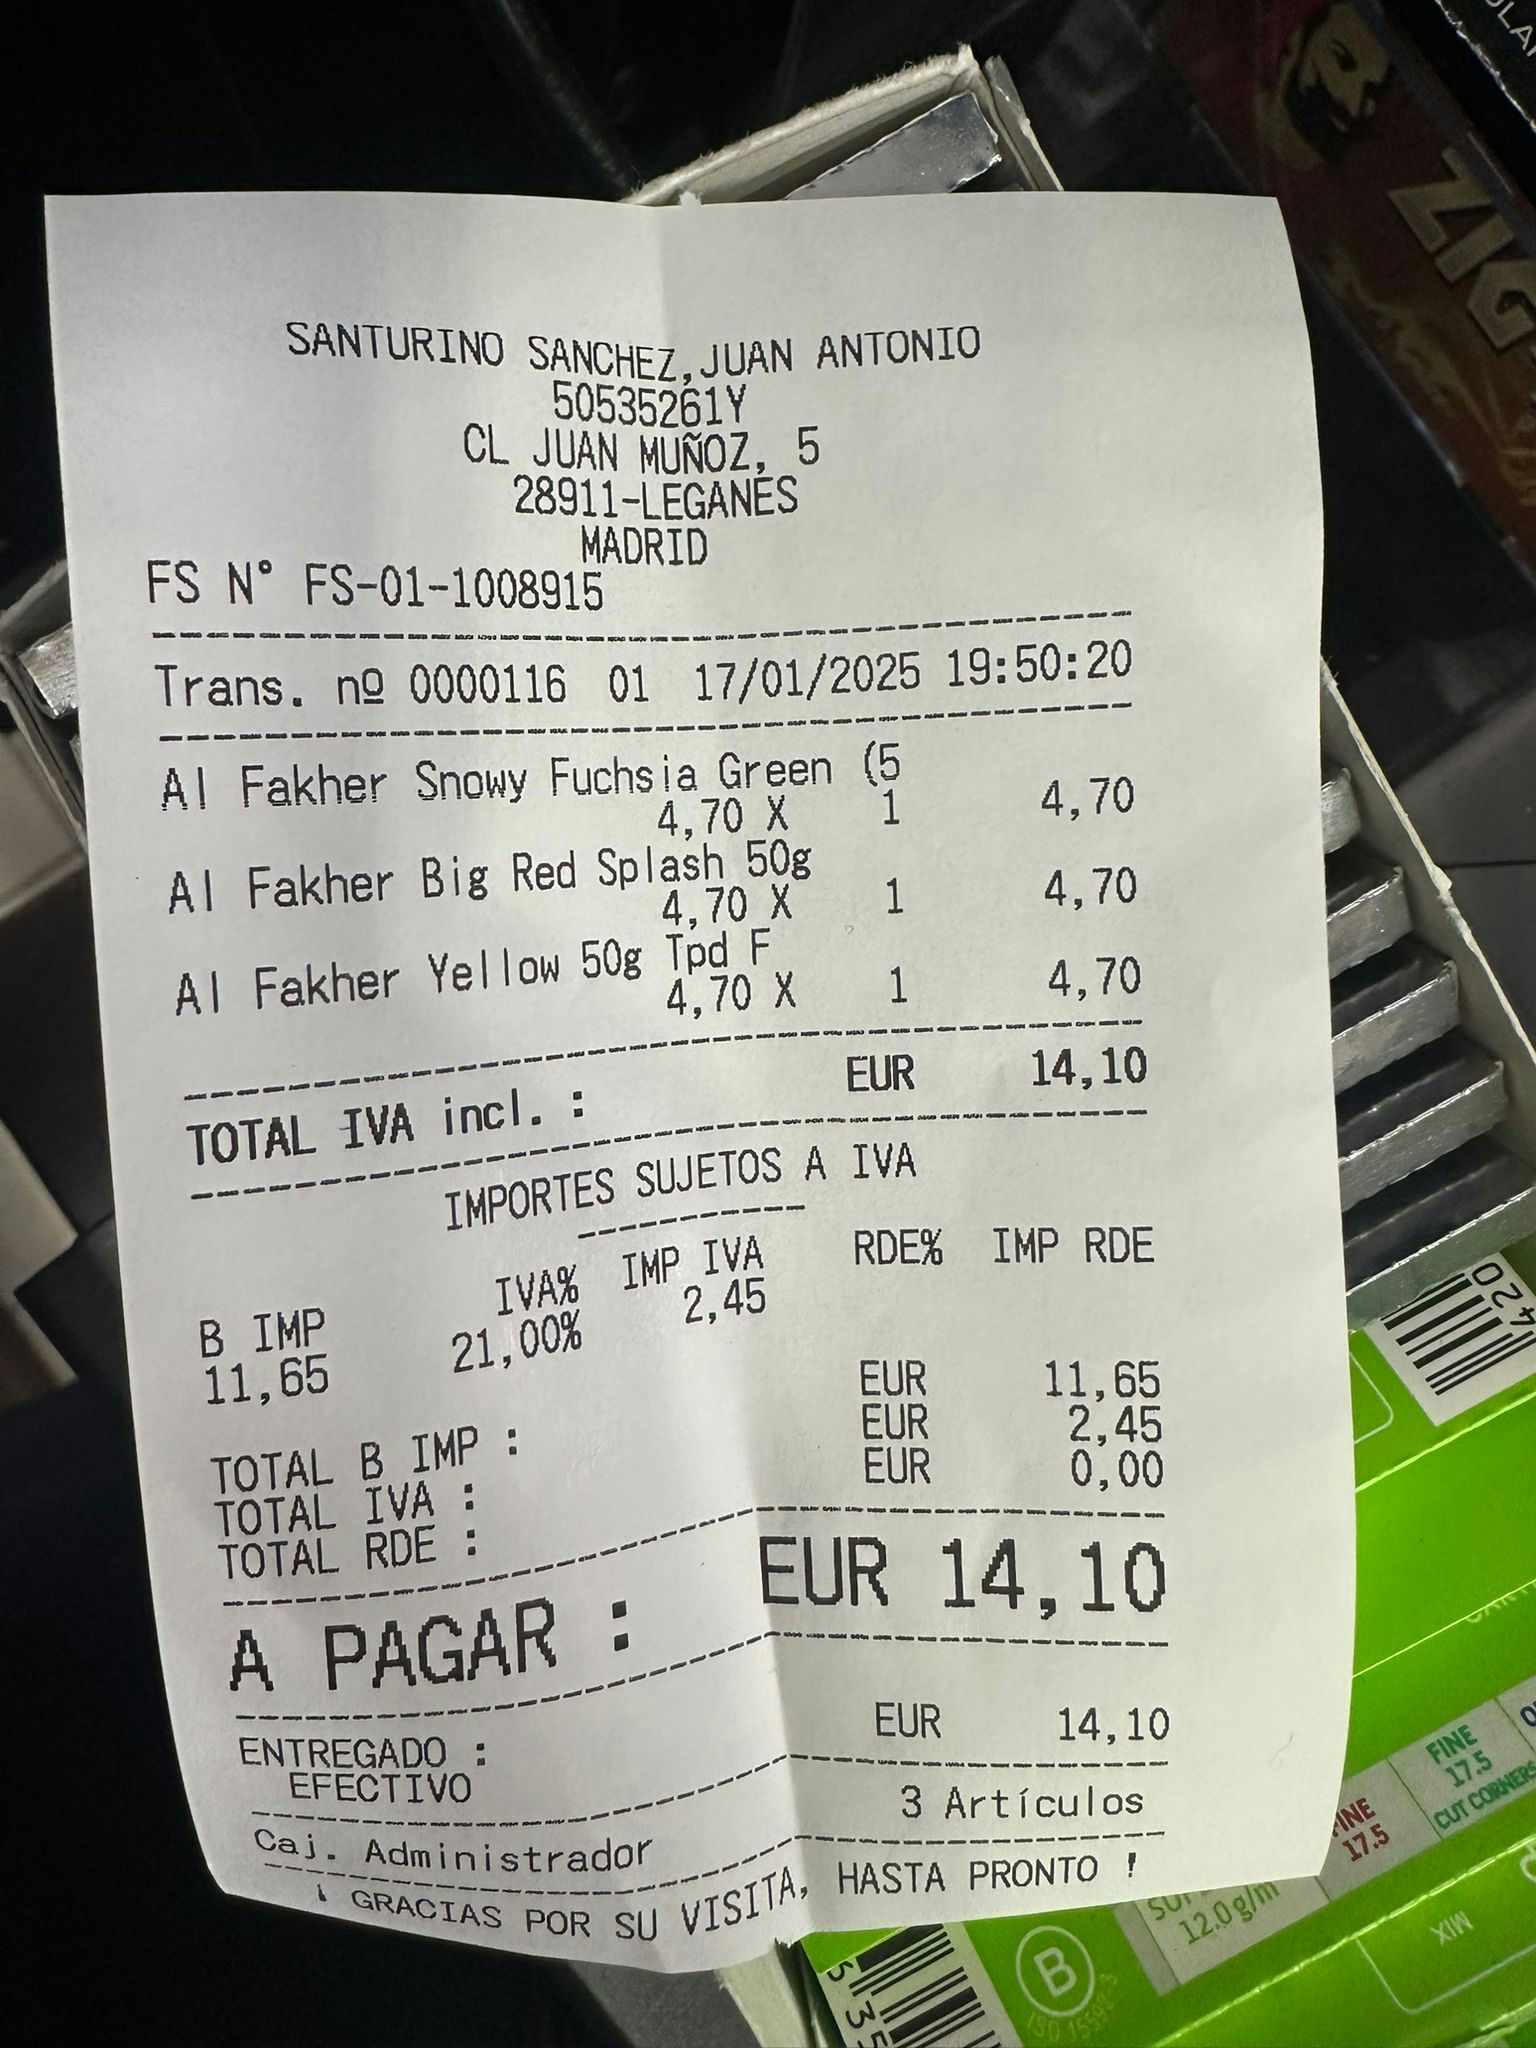 SANTURINO SANCHEZ,JUAN ANTONIO
50535261Y
CL JUAN MUÑOZ, 5
28911-LEGANES
MADRID
FS N° FS-01-1008915
Trans. nº 0000116 01 17/01/2025 19:50:20
Al Fakher Snowy Fuchsia Green (5
4,70 X 1 4,70
Al Fakher Big Red Splash 50g
4,70 X 1 4,70
Al Fakher Yellow 50g Tpd F
4,70 X 1 4,70
TOTAL IVA incl. : EUR 14,10
IMPORTES SUJETOS A IVA
B IMP IVA% IMP IVA RDE% IMP RDE
11,65 21,00% 2,45
TOTAL B IMP : EUR 11,65
TOTAL IVA : EUR 2,45
TOTAL RDE : EUR 0,00
A PAGAR : EUR 14,10
ENTREGADO :
EFECTIVO EUR 14,10
3 Artículos
Caj. Administrador
¡ GRACIAS POR SU VISITA, HASTA PRONTO !
ZIG
420
FINE
17.5
CUT CORNERS
FINE
17.5
12.0 g/m
MIX
B
ISO 15592-3